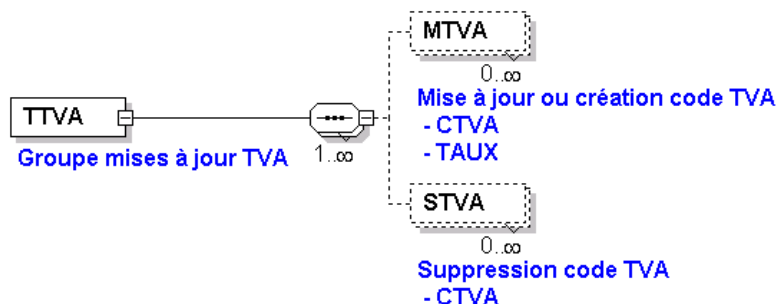 MTVA
0..∞
Mise à jour ou création code TVA
- CTVA
- TAUX
TTVA
Groupe mises à jour TVA
1..∞
STVA
0..∞
Suppression code TVA
- CTVA